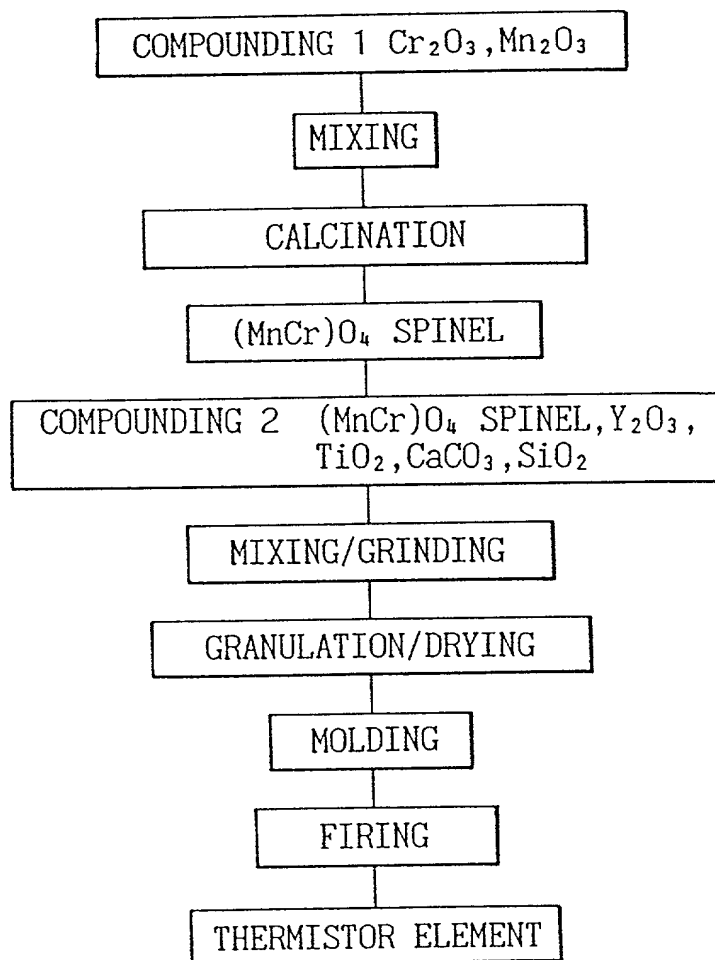 COMPOUNDING 1 Cr₂O₃,Mn₂O₃
MIXING
CALCINATION
(MnCr)O₄ SPINEL
COMPOUNDING 2 (MnCr)O₄ SPINEL,Y₂O₃,
TiO₂,CaCO₃,SiO₂
MIXING/GRINDING
GRANULATION/DRYING
MOLDING
FIRING
THERMISTOR ELEMENT